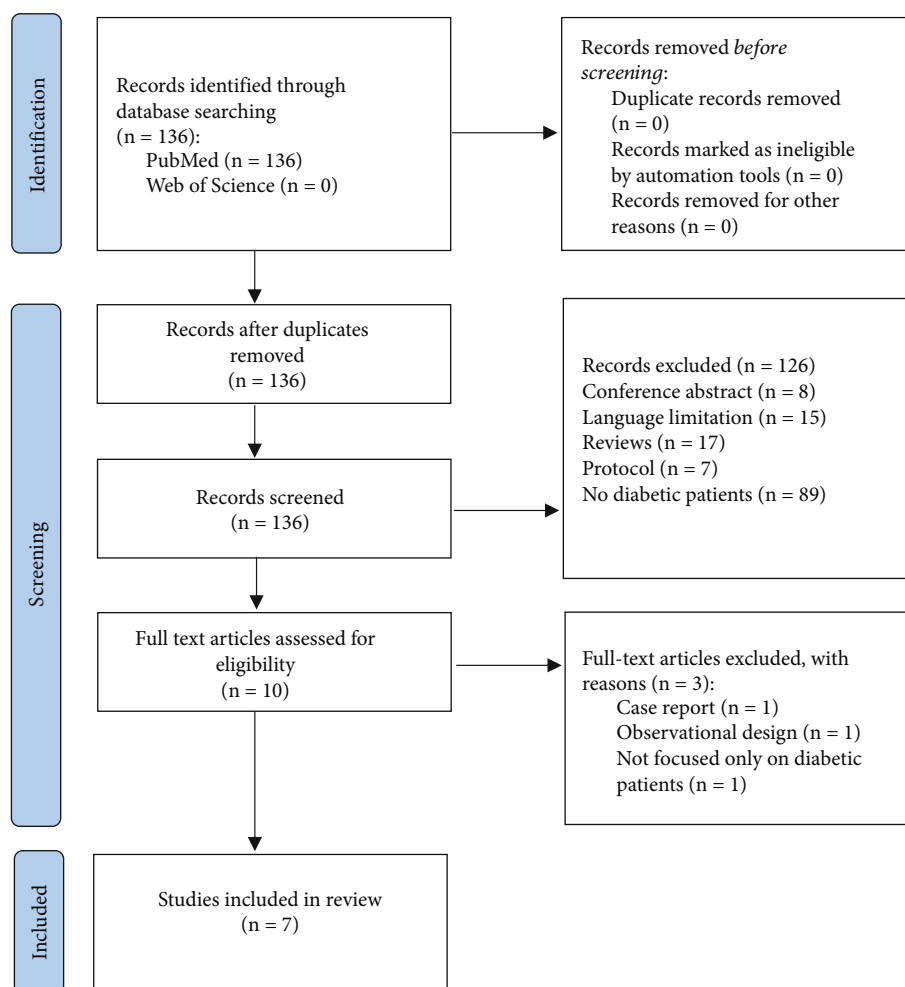 Identification
Records identified through
database searching
(n = 136):
PubMed (n = 136)
Web of Science (n = 0)
Records removed before
screening:
Duplicate records removed
(n = 0)
Records marked as ineligible
by automation tools (n = 0)
Records removed for other
reasons (n = 0)
Screening
Records after duplicates
removed
(n = 136)
Records screened
(n = 136)
Records excluded (n = 126)
Conference abstract (n = 8)
Language limitation (n = 15)
Reviews (n = 17)
Protocol (n = 7)
No diabetic patients (n = 89)
Full text articles assessed for
eligibility
(n = 10)
Full-text articles excluded, with
reasons (n = 3):
Case report (n = 1)
Observational design (n = 1)
Not focused only on diabetic
patients (n = 1)
Included
Studies included in review
(n = 7)